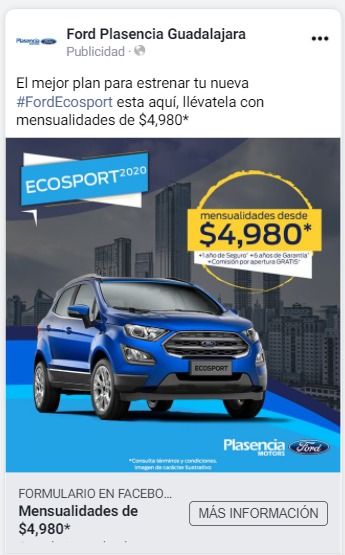 Plasencia Ford
Ford Plasencia Guadalajara
Publicidad ·
El mejor plan para estrenar tu nueva
#FordEcosport esta aquí, llévatela con
mensualidades de $4,980*
ECOSPORT2020
mensualidades desde
$4,980*
+1 año de Seguro* +6 años de Garantía*
+Comisión por apertura GRATIS*
ECOSPORT
Plasencia
MOTORS
Ford
*Consulta términos y condiciones.
Imagen de carácter ilustrativo
FORMULARIO EN FACEBO...
Mensualidades de
$4,980*
MÁS INFORMACIÓN